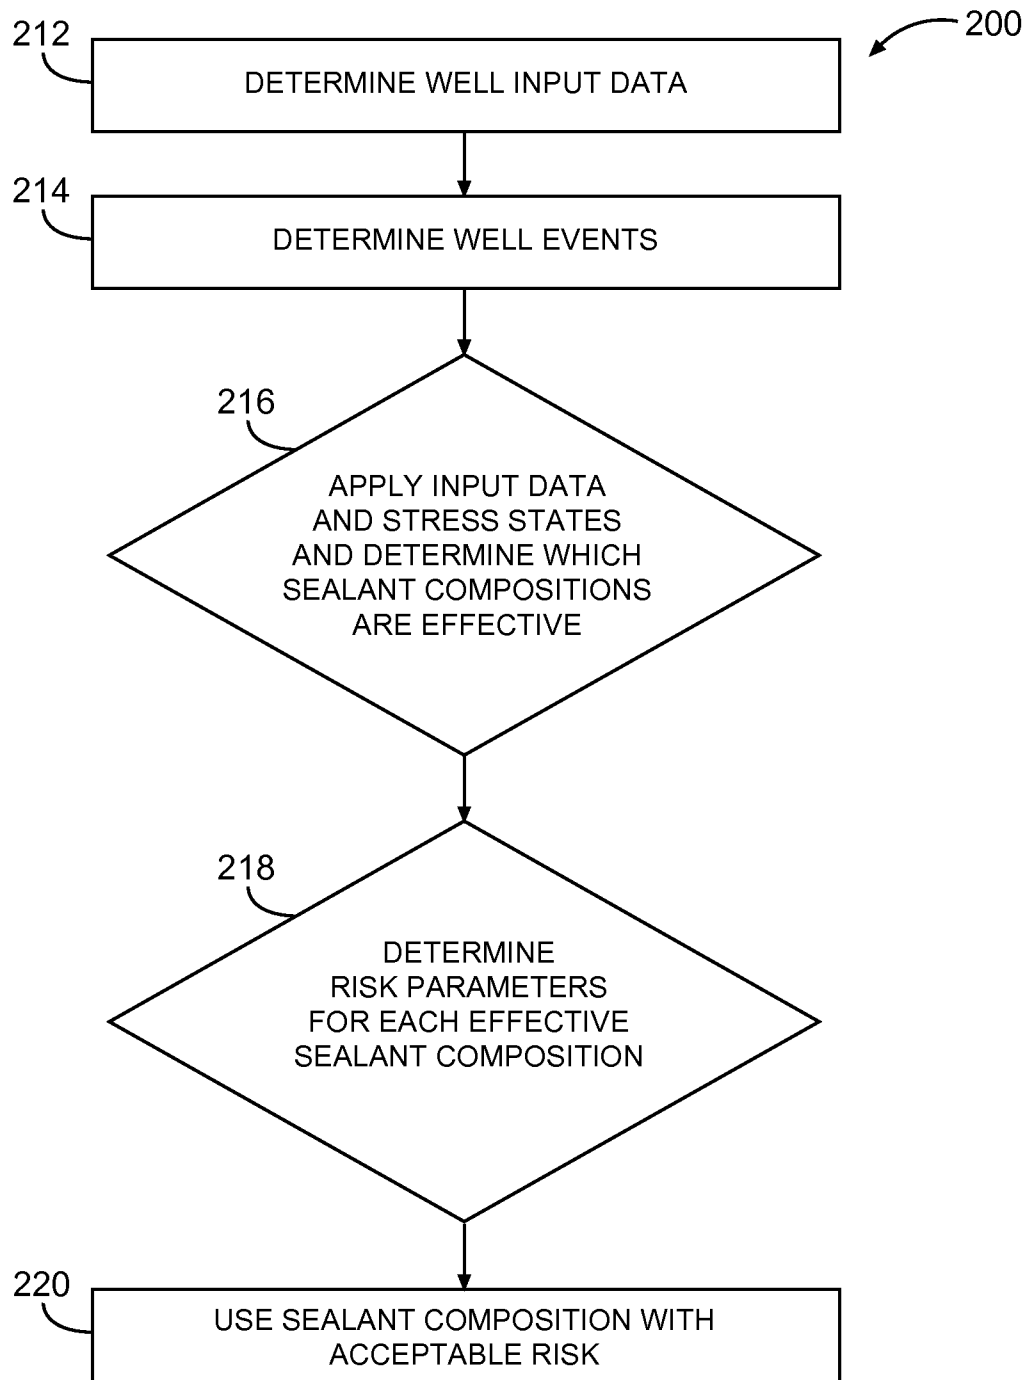 200
212
DETERMINE WELL INPUT DATA
214
DETERMINE WELL EVENTS
216
APPLY INPUT DATA
AND STRESS STATES
AND DETERMINE WHICH
SEALANT COMPOSITIONS
ARE EFFECTIVE
218
DETERMINE
RISK PARAMETERS
FOR EACH EFFECTIVE
SEALANT COMPOSITION
220
USE SEALANT COMPOSITION WITH
ACCEPTABLE RISK